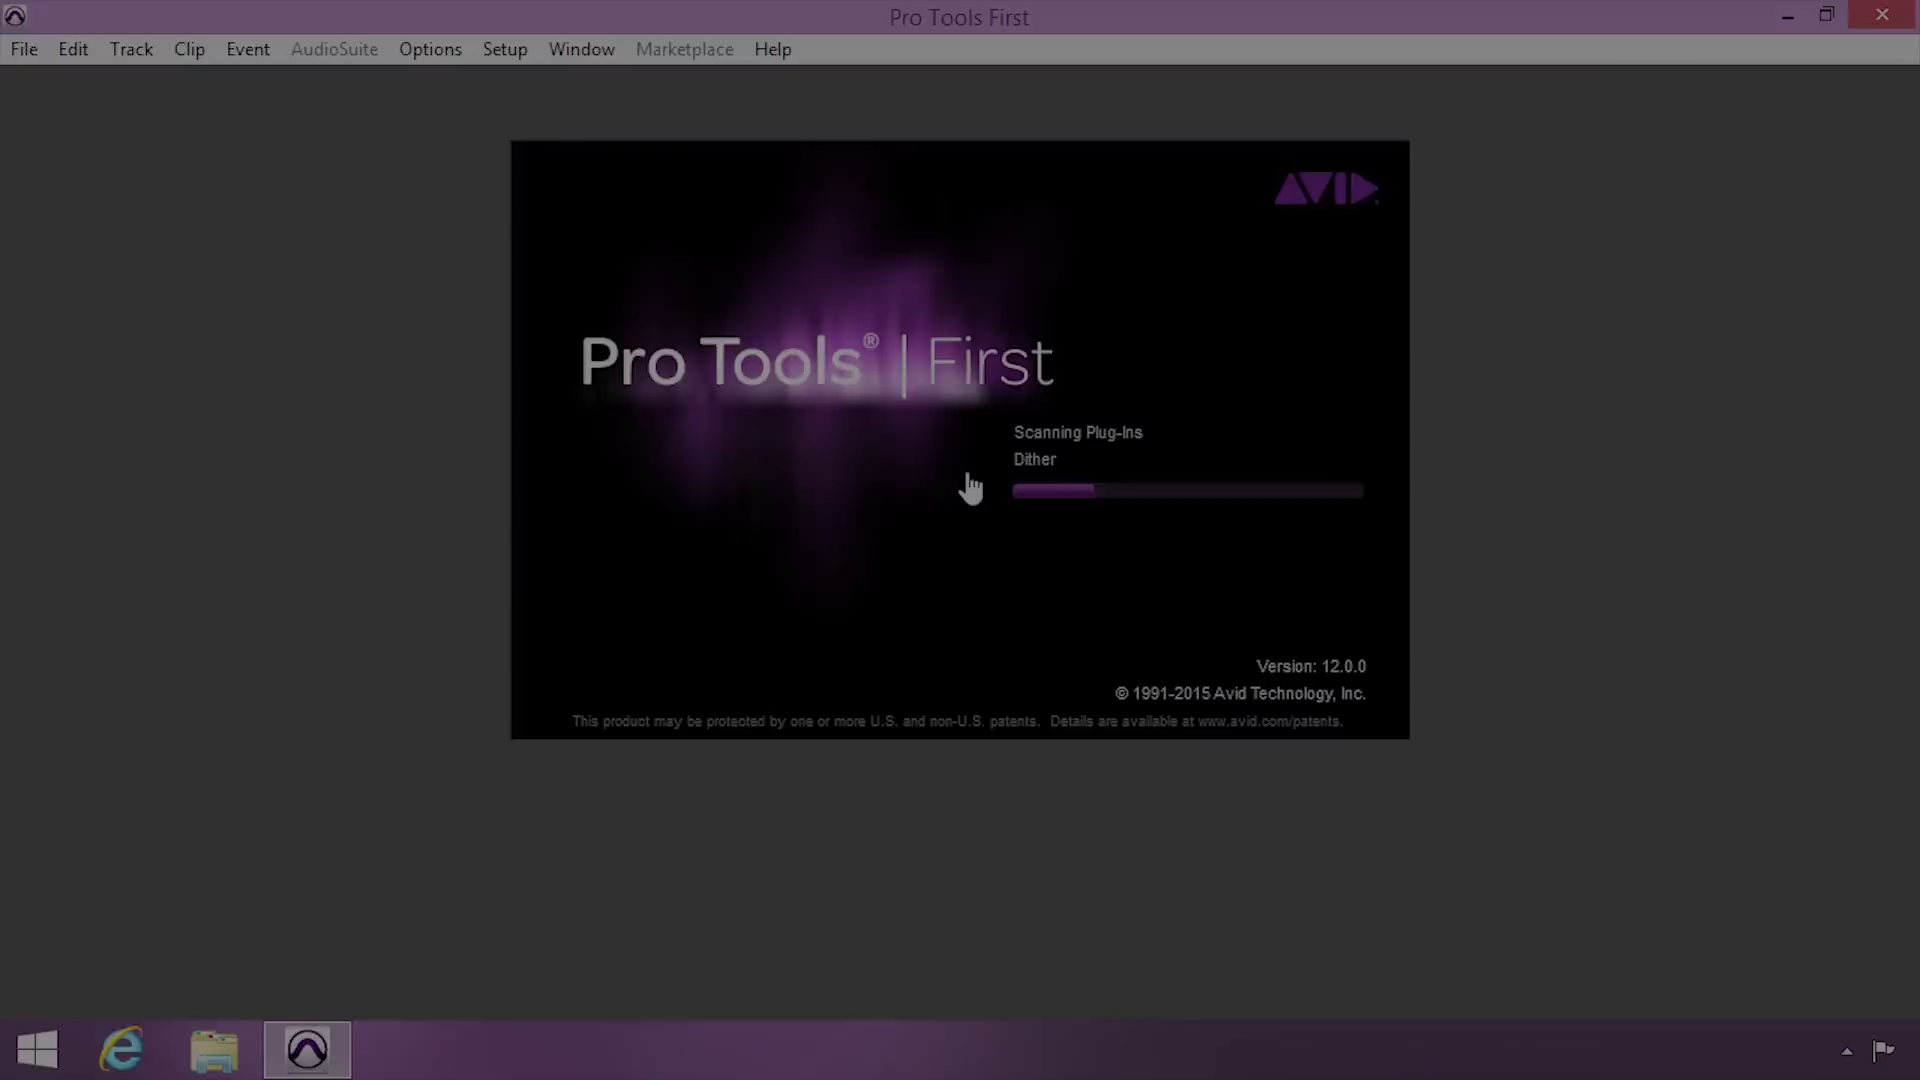 Pro Tools First
File Edit Track Clip Event AudioSuite Options Setup Window Marketplace Help
AVID
Pro Tools® | First
Scanning Plug-Ins
Dither
Version: 12.0.0
© 1991-2015 Avid Technology, Inc.
This product may be protected by one or more U.S. and non-U.S. patents. Details are available at www.avid.com/patents.